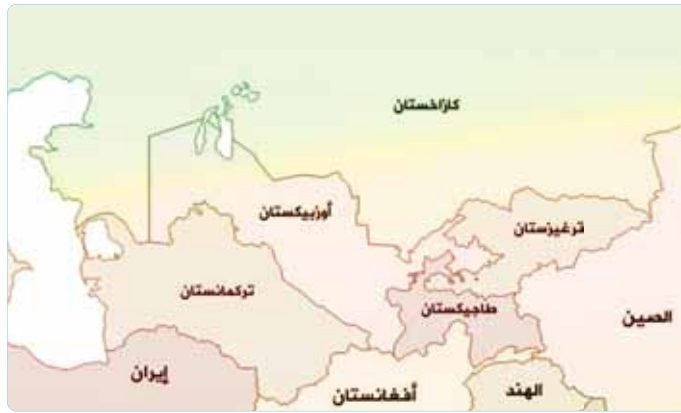 كازاخستان
أوزبيكستان
قرغيزستان
تركمانستان
طاجيكستان
الصين
إيران
أفغانستان
الهند